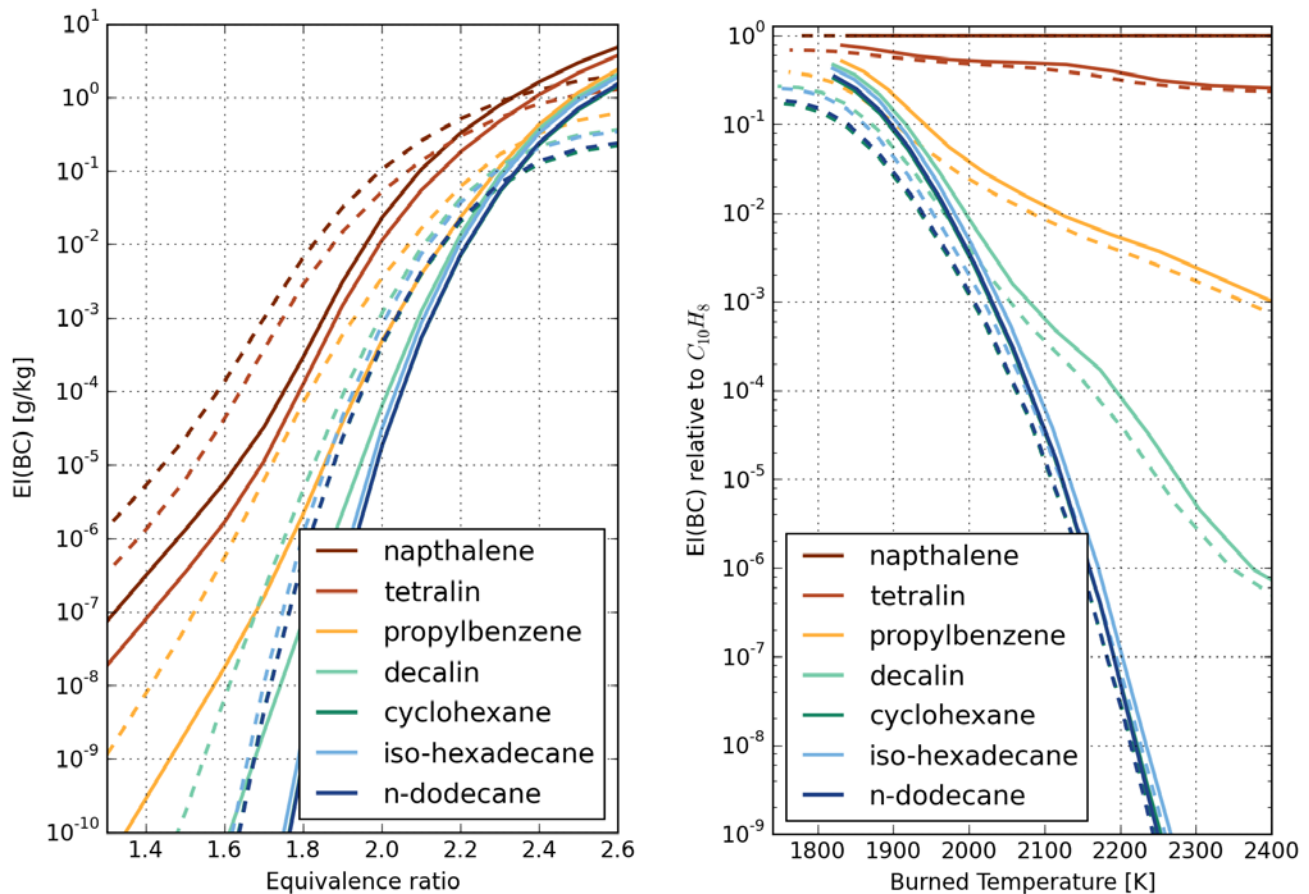 EI(BC) [g/kg]
10^1
10^0
10^-1
10^-2
10^-3
10^-4
10^-5
10^-6
10^-7
10^-8
10^-9
10^-10
1.4 1.6 1.8 2.0 2.2 2.4 2.6
Equivalence ratio
napthalene
tetralin
propylbenzene
decalin
cyclohexane
iso-hexadecane
n-dodecane
EI(BC) relative to C_10H_8
10^0
10^-1
10^-2
10^-3
10^-4
10^-5
10^-6
10^-7
10^-8
10^-9
1800 1900 2000 2100 2200 2300 2400
Burned Temperature [K]
napthalene
tetralin
propylbenzene
decalin
cyclohexane
iso-hexadecane
n-dodecane